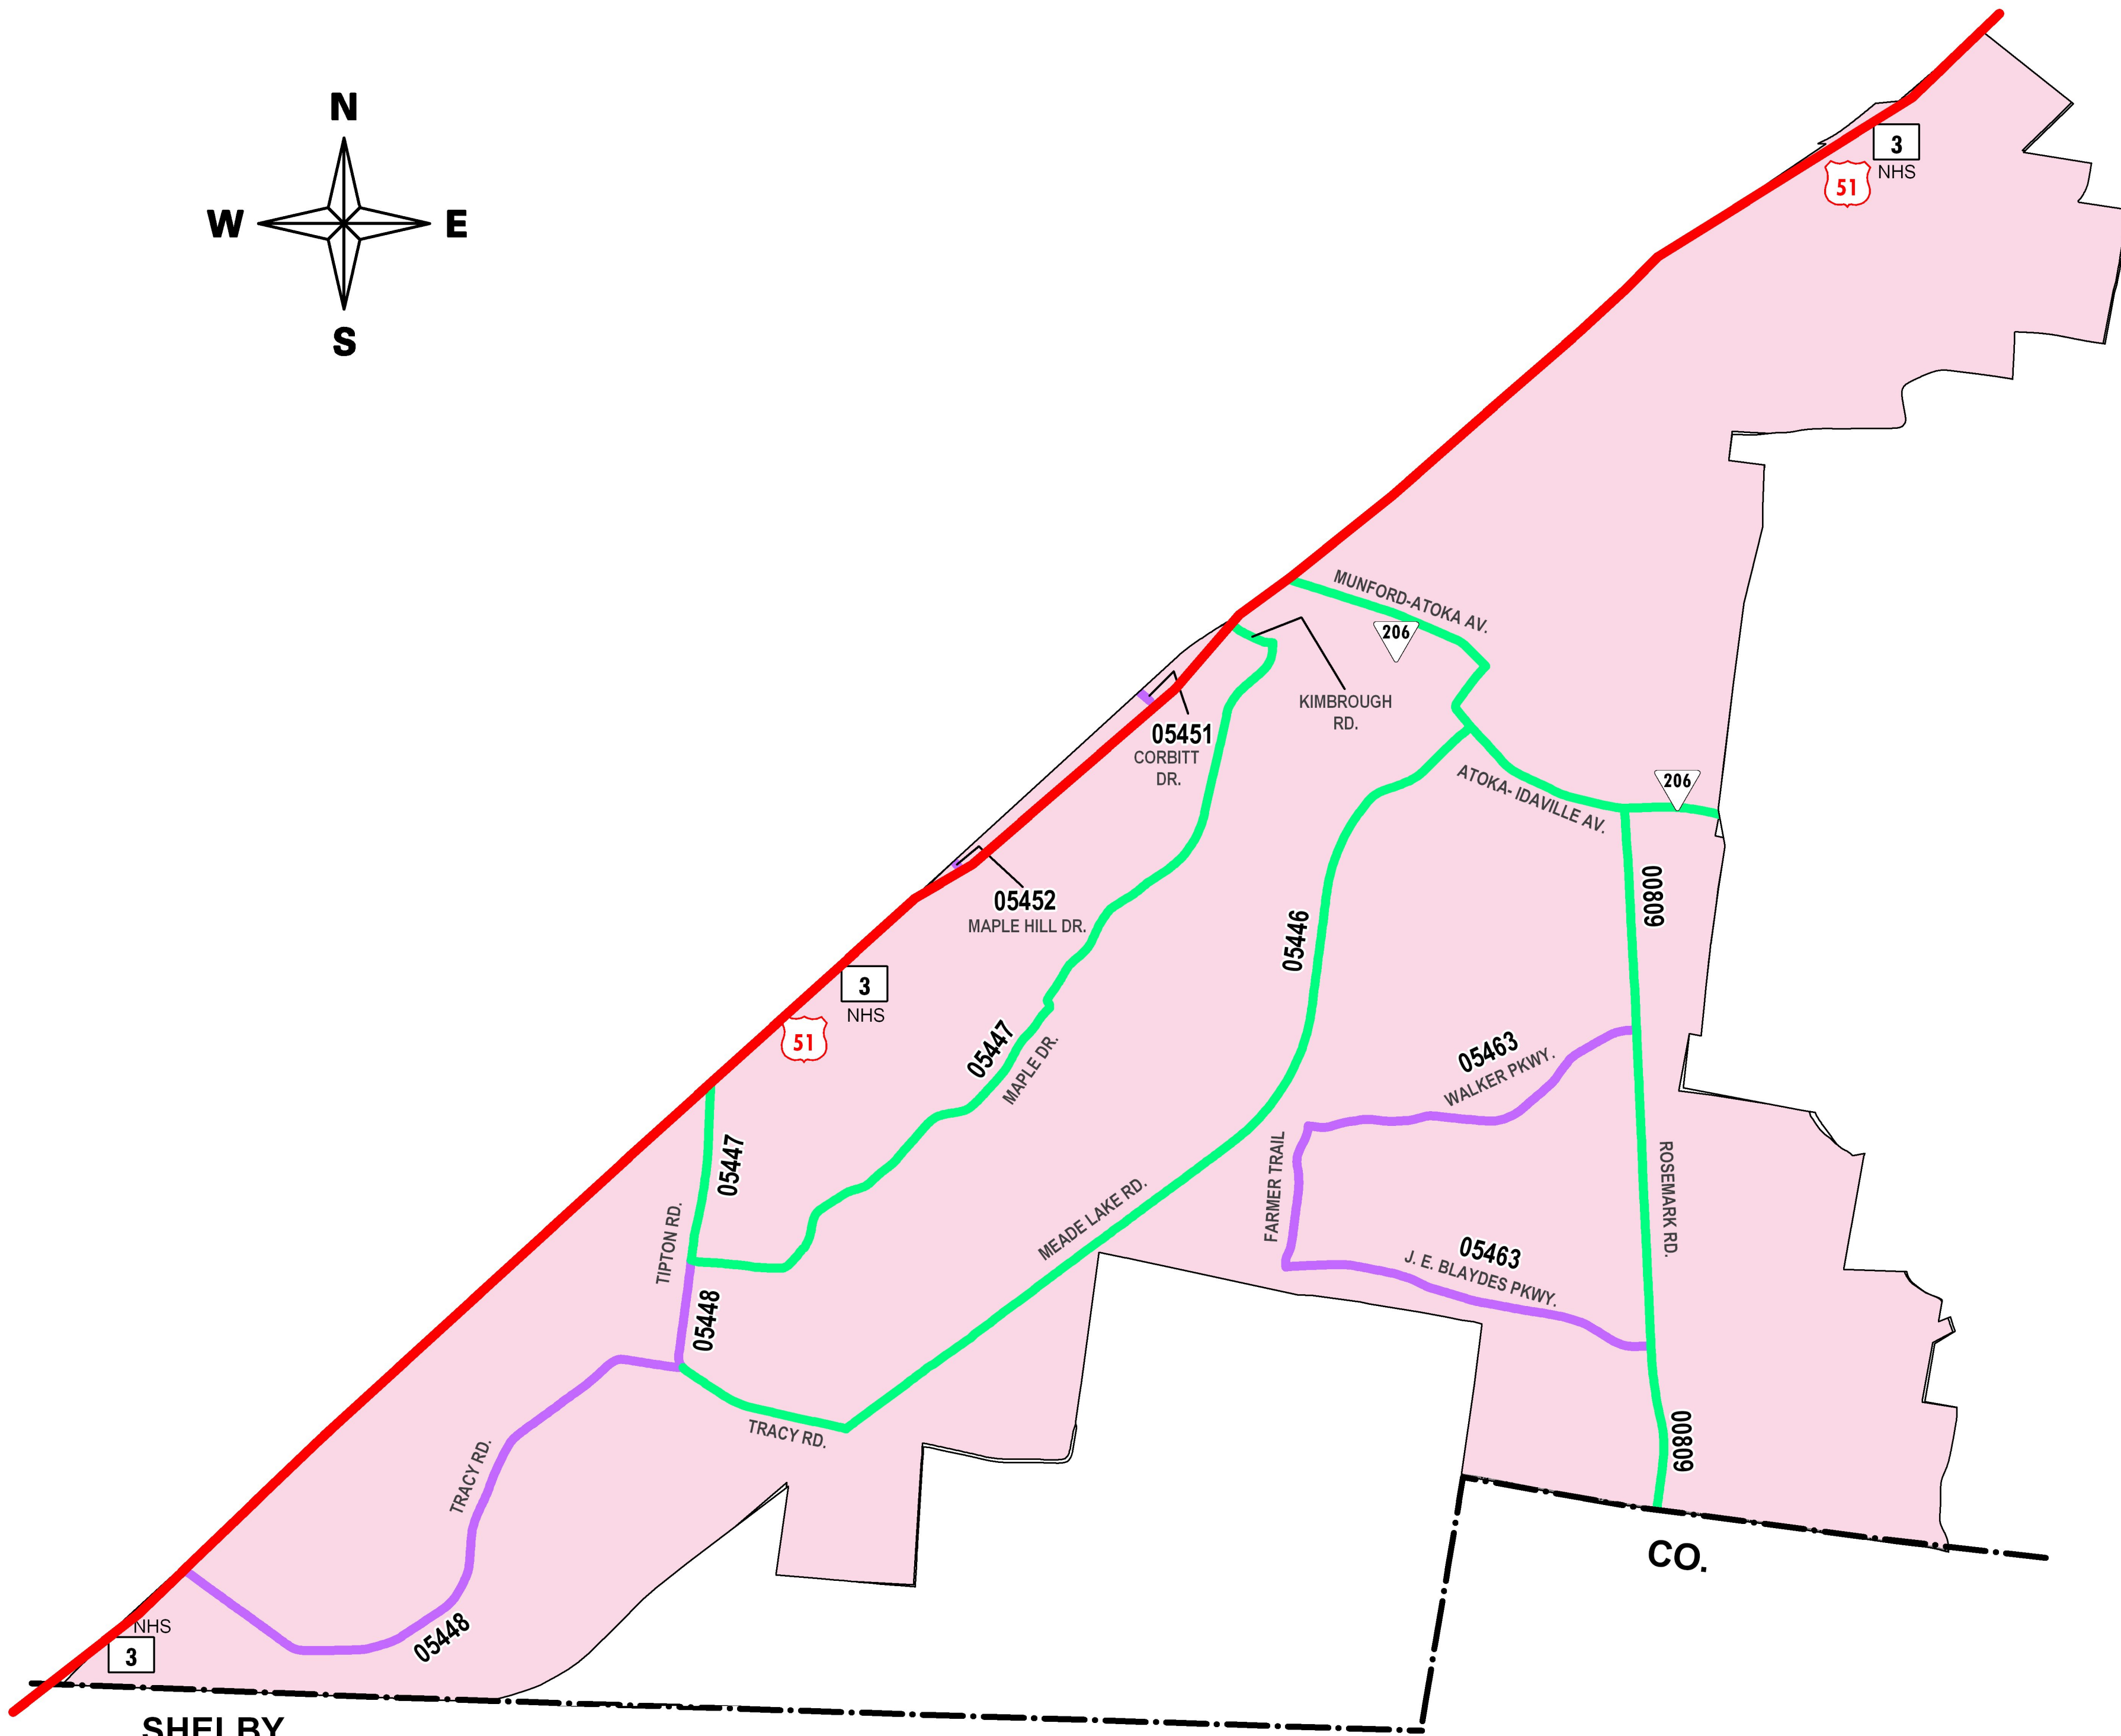 N
W
E
S
3
NHS
51
MUNFORD-ATOKA AV.
206
KIMBROUGH
RD.
05451
CORBITT
DR.
ATOKA- IDAVILLE AV.
206
05452
MAPLE HILL DR.
00809
05446
3
NHS
51
05447
MAPLE DR.
05463
WALKER PKWY.
05447
FARMER TRAIL
ROSEMARK RD.
MEADE LAKE RD.
TIPTON RD.
05463
J. E. BLAYDES PKWY.
05448
TRACY RD.
00809
TRACY RD.
CO.
05448
NHS
3
SHELBY